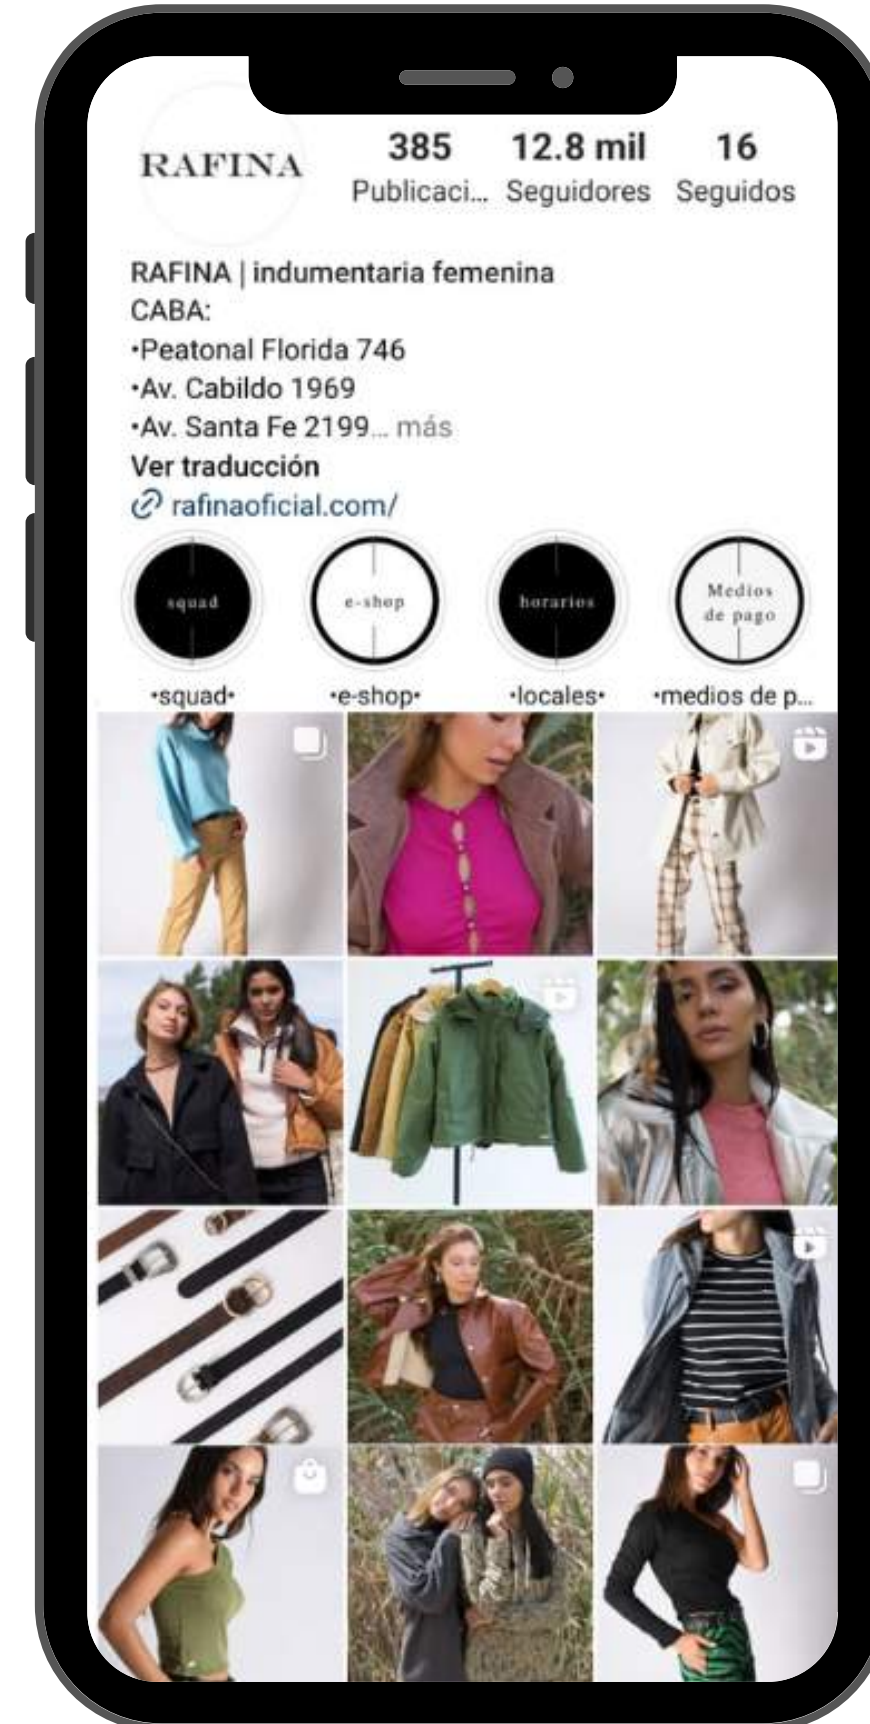 RAFINA
385 12.8 mil 16
Publicaci... Seguidores Seguidos
RAFINA | indumentaria femenina
CABA:
•Peatonal Florida 746
•Av. Cabildo 1969
•Av. Santa Fe 2199... más
Ver traducción
rafinaoficial.com/
squad e-shop horarios Medios
de pago
•squad• •e-shop• •locales• •medios de p...